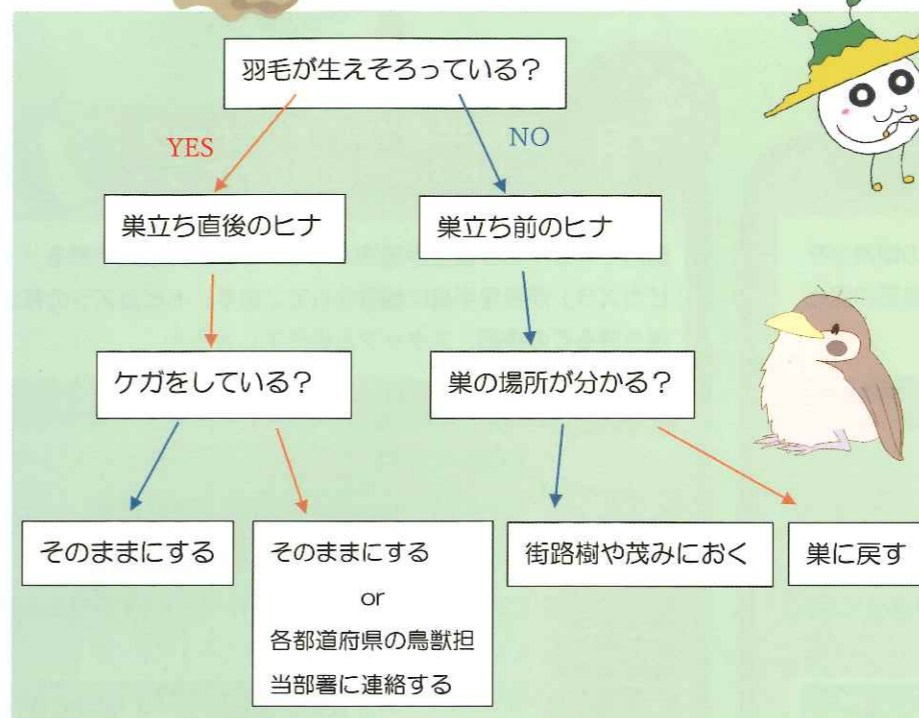 羽毛が生えそろっている?
YES
NO
巣立ち直後のヒナ
巣立ち前のヒナ
ケガをしている?
巣の場所が分かる?
そのままにする
そのままにする
or
各都道府県の鳥獣担
当部署に連絡する
街路樹や茂みにおく
巣に戻す